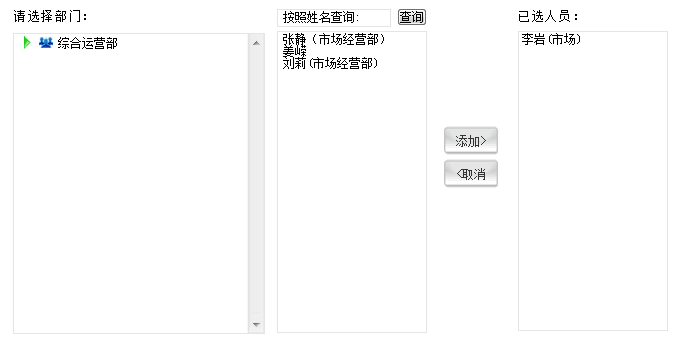 请选择部门：
综合运营部
按照姓名查询:
查询
张静（市场经营部）
姜嵘
刘莉(市场经营部)
添加>
<取消
已选人员：
李岩(市场)